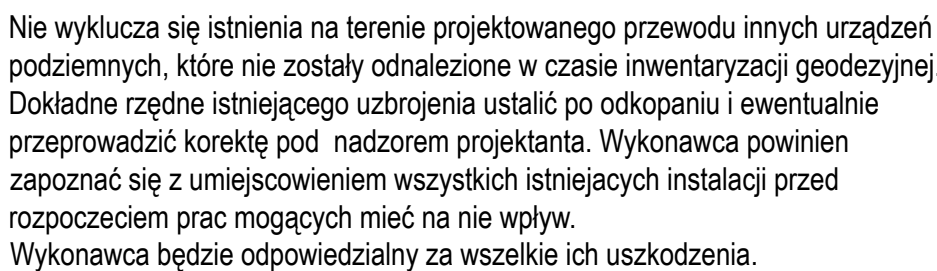 Nie wyklucza się istnienia na terenie projektowanego przewodu innych urządzeń
podziemnych, które nie zostały odnalezione w czasie inwentaryzacji geodezyjnej.
Dokładne rzędne istniejącego uzbrojenia ustalić po odkopaniu i ewentualnie
przeprowadzić korektę pod nadzorem projektanta. Wykonawca powinien
zapoznać się z umiejscowieniem wszystkich istniejacych instalacji przed
rozpoczeciem prac mogących mieć na nie wpływ.
Wykonawca będzie odpowiedzialny za wszelkie ich uszkodzenia.